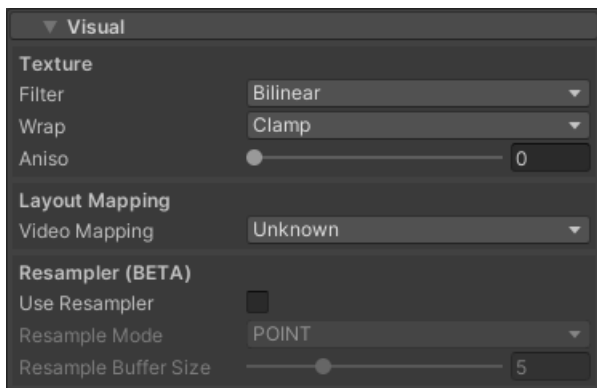 Visual
Texture
Filter Bilinear
Wrap Clamp
Aniso 0
Layout Mapping
Video Mapping Unknown
Resampler (BETA)
Use Resampler
Resample Mode POINT
Resample Buffer Size 5